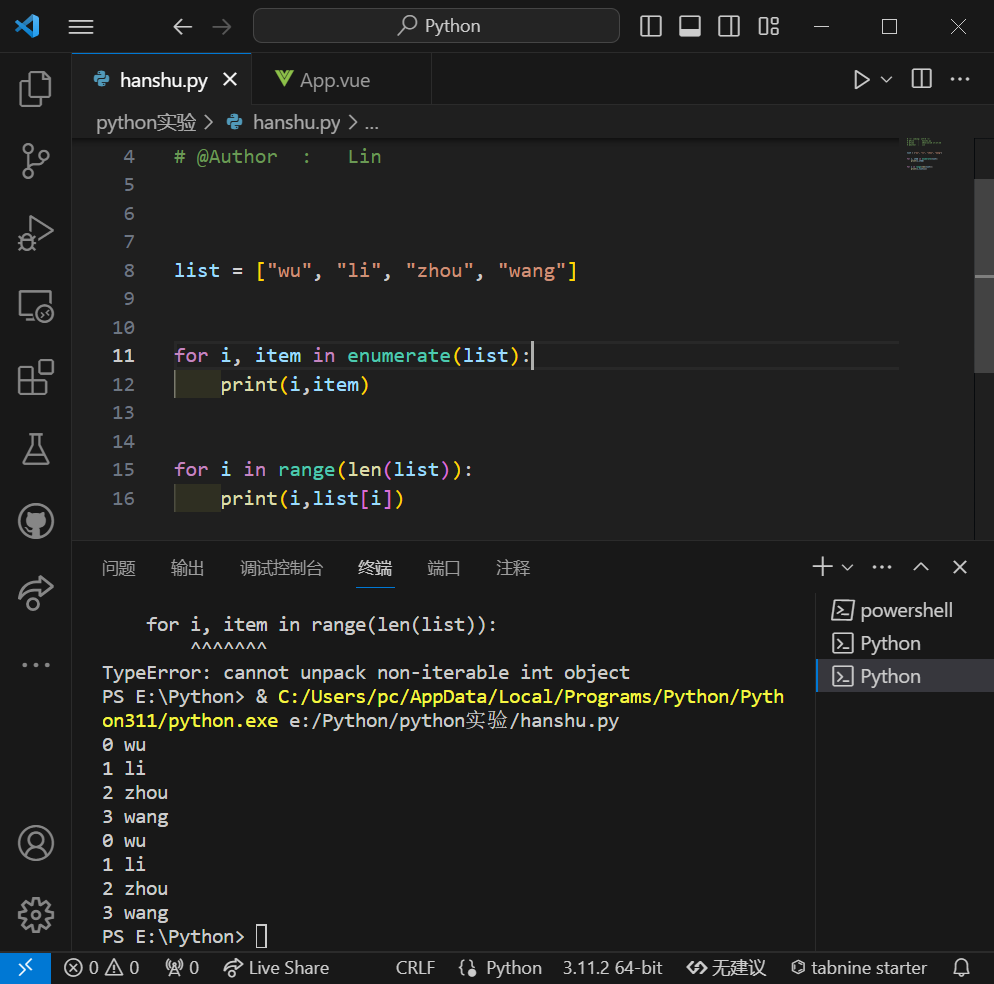 Python
hanshu.py
App.vue
python实验 > hanshu.py > ...
4 # @Author  :   Lin
5
6
7
8 list = ["wu", "li", "zhou", "wang"]
9
10
11 for i, item in enumerate(list):
12     print(i,item)
13
14
15 for i in range(len(list)):
16     print(i,list[i])
问题 输出 调试控制台 终端 端口 注释
powershell
Python
Python
    for i, item in range(len(list)):
        ^^^^^^^
TypeError: cannot unpack non-iterable int object
PS E:\Python> & C:/Users/pc/AppData/Local/Programs/Python/Pyth
on311/python.exe e:/Python/python实验/hanshu.py
0 wu
1 li
2 zhou
3 wang
0 wu
1 li
2 zhou
3 wang
PS E:\Python>
0 0 0 Live Share CRLF Python 3.11.2 64-bit 无建议 tabnine starter